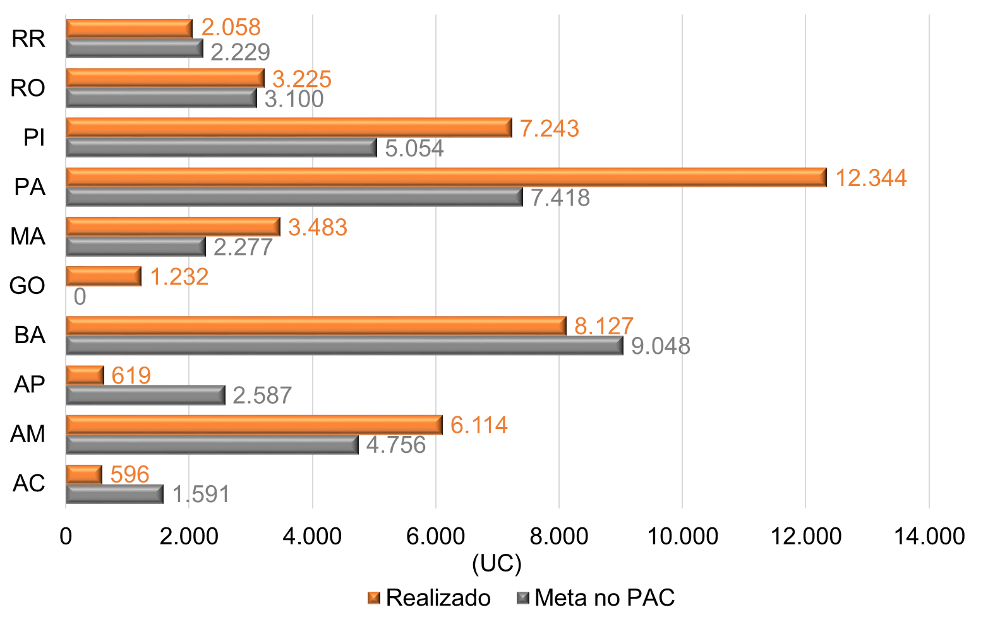 RR 2.058
2.229
RO 3.225
3.100
PI 7.243
5.054
PA 12.344
7.418
MA 3.483
2.277
GO 1.232
0
BA 8.127
9.048
AP 619
2.587
AM 6.114
4.756
AC 596
1.591
0 2.000 4.000 6.000 8.000 10.000 12.000 14.000
(UC)
Realizado Meta no PAC